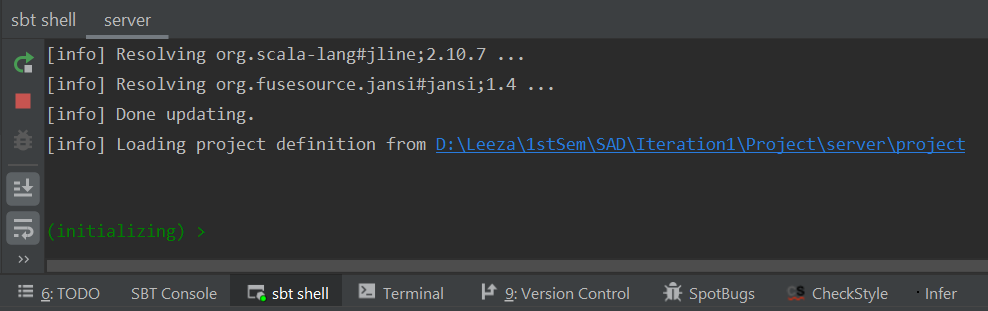 sbt shell server
[info] Resolving org.scala-lang#jline;2.10.7 ...
[info] Resolving org.fusesource.jansi#jansi;1.4 ...
[info] Done updating.
[info] Loading project definition from D:\Leeza\1stSem\SAD\Iteration1\Project\server\project
(initializing) >
>>
6: TODO SBT Console sbt shell Terminal 9: Version Control SpotBugs CS CheckStyle Infer